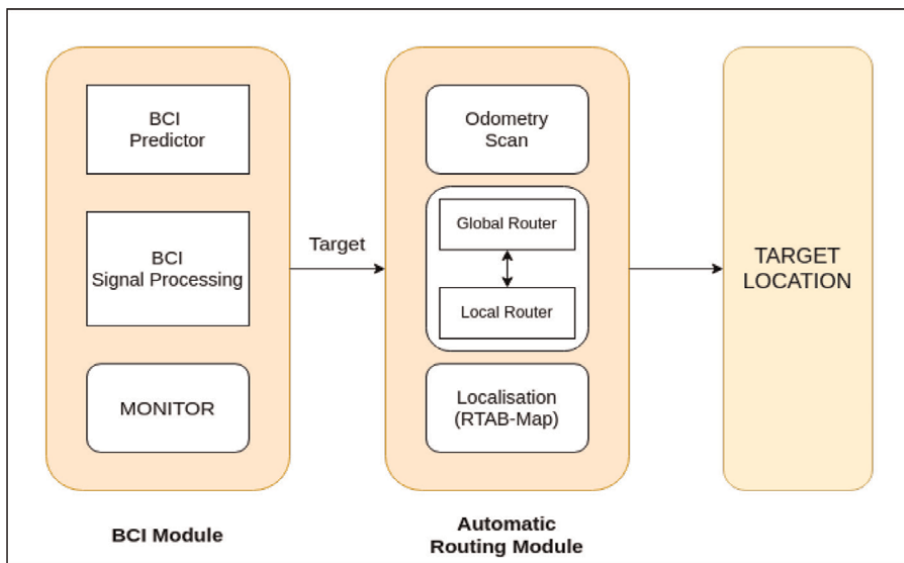 BCI
Predictor
BCI
Signal Processing
MONITOR
BCI Module
Target
Odometry
Scan
Global Router
Local Router
Localisation
(RTAB-Map)
Automatic
Routing Module
TARGET
LOCATION